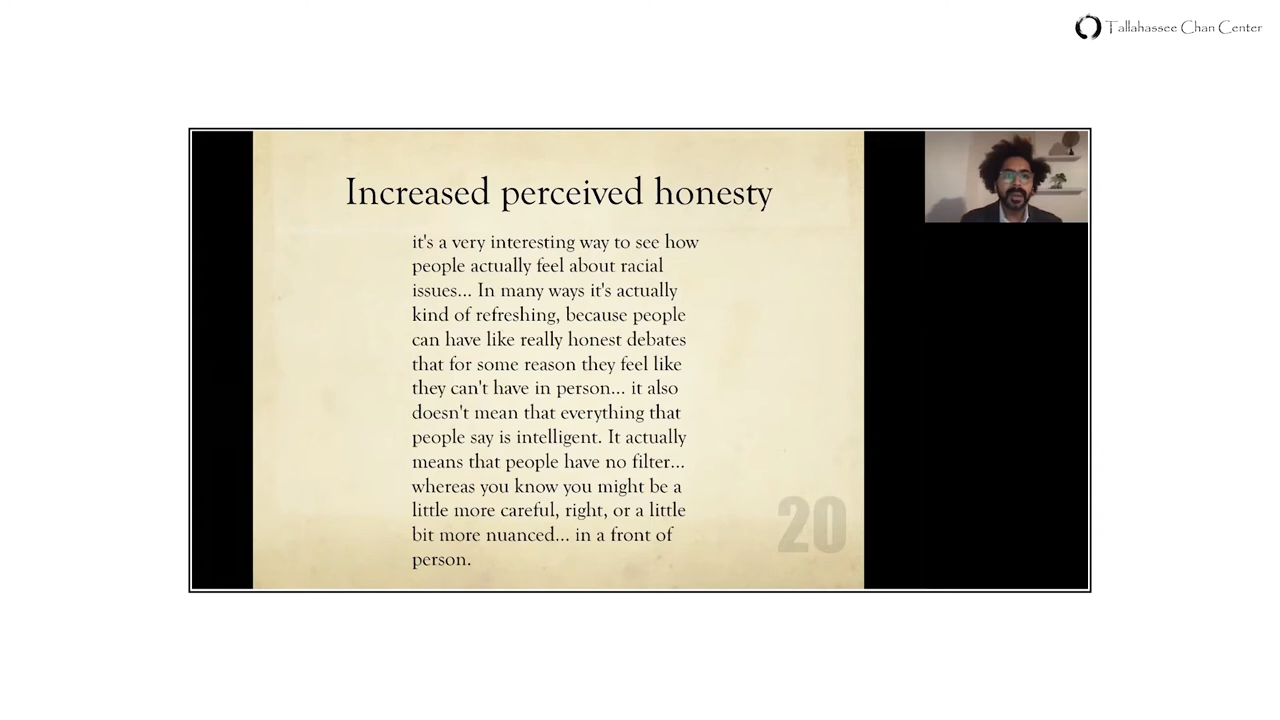 Tallahassee Chan Center
Increased perceived honesty
it's a very interesting way to see how
people actually feel about racial
issues... In many ways it's actually
kind of refreshing, because people
can have like really honest debates
that for some reason they feel like
they can't have in person... it also
doesn't mean that everything that
people say is intelligent. It actually
means that people have no filter...
whereas you know you might be a
little more careful, right, or a little
bit more nuanced... in a front of
person.
20